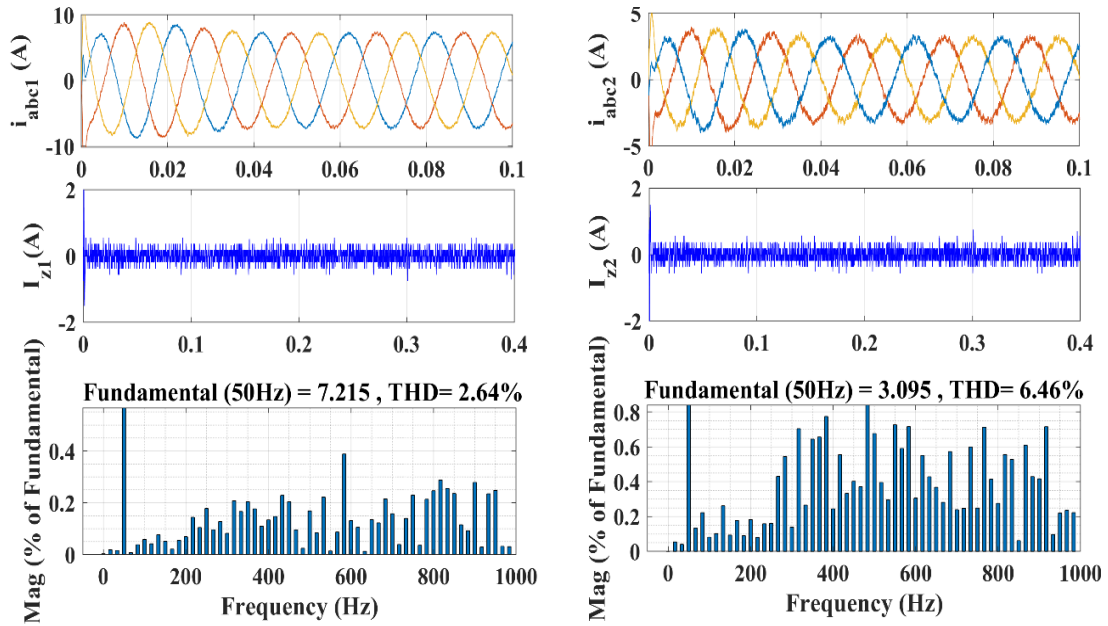 i_abc1 (A)
10
0
-10
0 0.02 0.04 0.06 0.08 0.1
I_z1 (A)
2
0
-2
0 0.1 0.2 0.3 0.4
Fundamental (50Hz) = 7.215 , THD= 2.64%
Mag (% of Fundamental)
0.4
0.2
0
0 200 400 600 800 1000
Frequency (Hz)
i_abc2 (A)
5
0
-5
0 0.02 0.04 0.06 0.08 0.1
I_z2 (A)
2
0
-2
0 0.1 0.2 0.3 0.4
Fundamental (50Hz) = 3.095 , THD= 6.46%
Mag (% of Fundamental)
0.8
0.6
0.4
0.2
0
0 200 400 600 800 1000
Frequency (Hz)